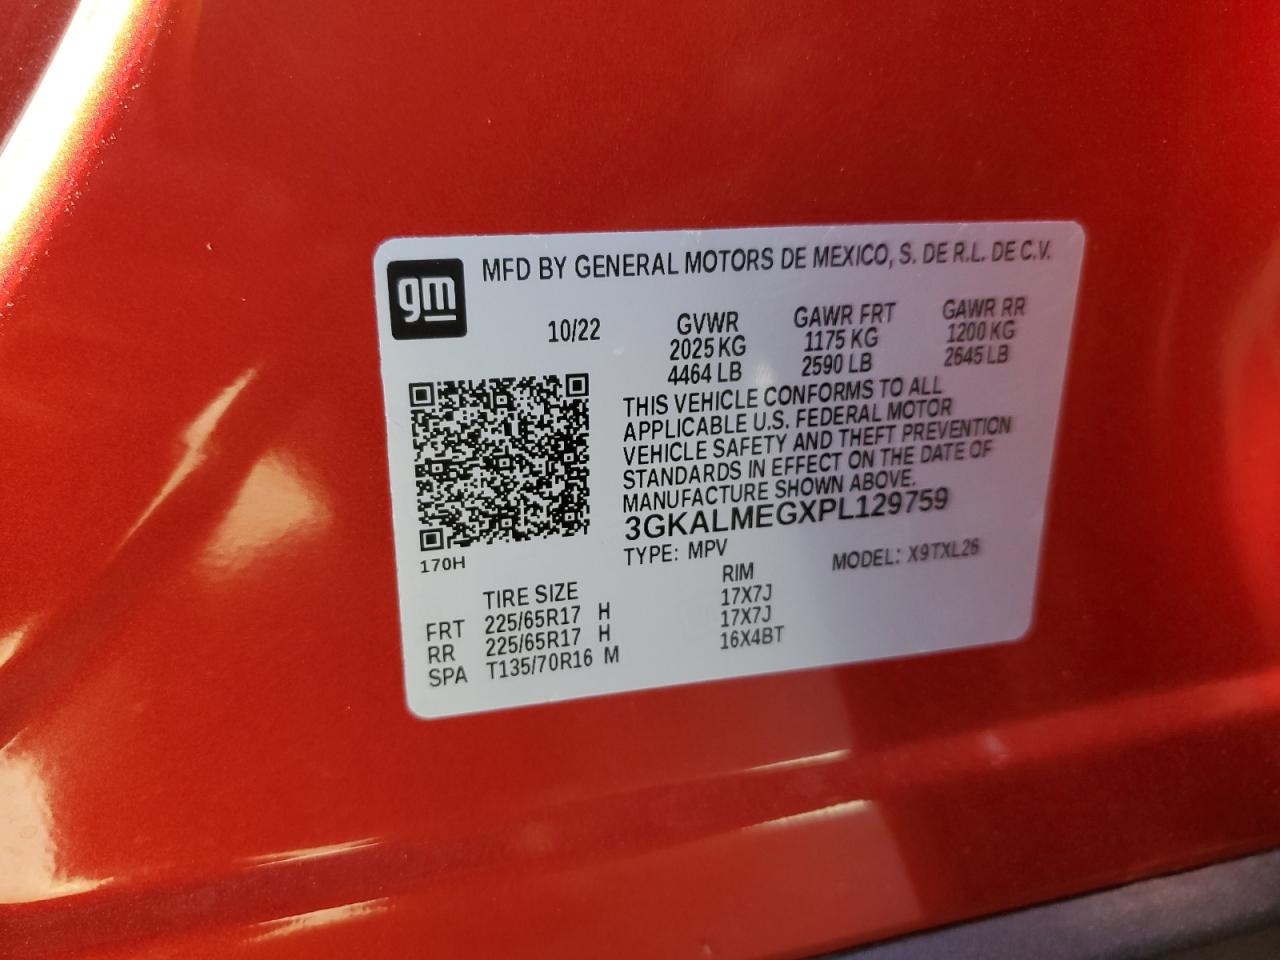 gm
MFD BY GENERAL MOTORS DE MEXICO, S. DE R.L. DE C.V.
10/22 GVWR GAWR FRT GAWR RR
2025 KG 1175 KG 1200 KG
4464 LB 2590 LB 2645 LB
THIS VEHICLE CONFORMS TO ALL
APPLICABLE U.S. FEDERAL MOTOR
VEHICLE SAFETY AND THEFT PREVENTION
STANDARDS IN EFFECT ON THE DATE OF
MANUFACTURE SHOWN ABOVE.
3GKALMEGXPL129759
TYPE: MPV MODEL: X9TXL26
170H
TIRE SIZE RIM
FRT 225/65R17 H 17X7J
RR 225/65R17 H 17X7J
SPA T135/70R16 M 16X4BT